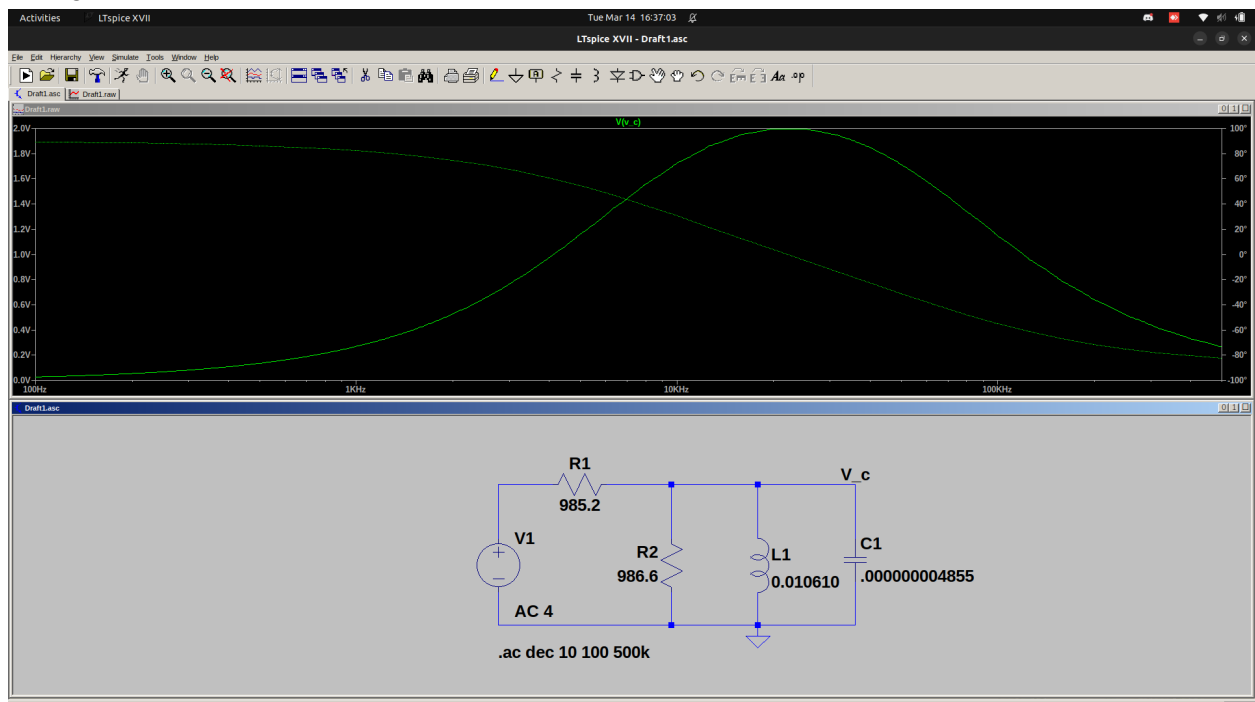 Activities LTspice XVII Tue Mar 14 16:37:03
LTspice XVII - Draft1.asc
File Edit Hierarchy View Simulate Tools Window Help
Aa .op
Draft1.asc Draft1.raw
Draft1.raw
V(v_c)
2.0V 100°
1.8V 80°
1.6V 60°
1.4V 40°
1.2V 20°
1.0V 0°
0.8V -20°
0.6V -40°
0.4V -60°
0.2V -80°
0.0V -100°
100Hz 1KHz 10KHz 100KHz
Draft1.asc
R1
985.2
V_c
V1
R2
986.6
L1
0.010610
C1
.000000004855
AC 4
.ac dec 10 100 500k